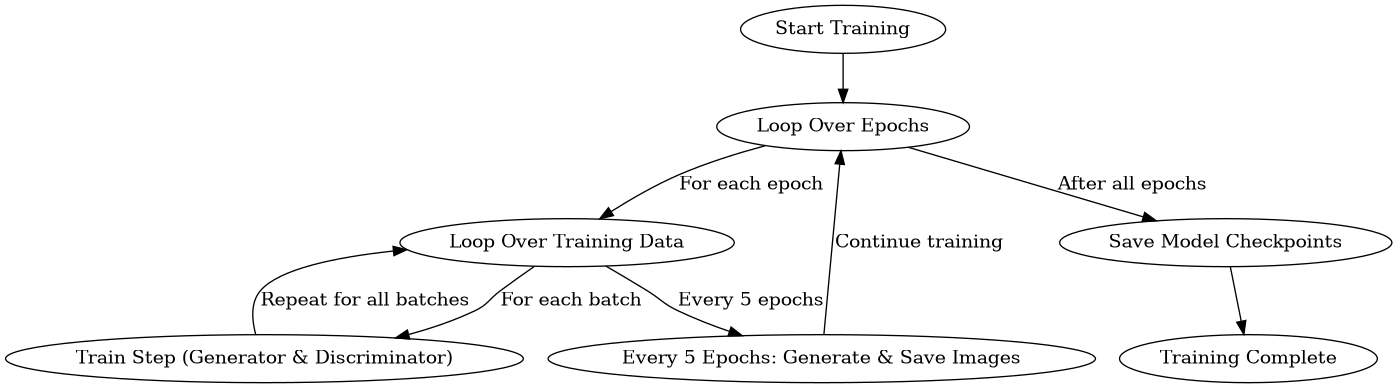 Start Training
Loop Over Epochs
For each epoch
After all epochs
Loop Over Training Data
Continue training
Save Model Checkpoints
Repeat for all batches
For each batch
Every 5 epochs
Train Step (Generator & Discriminator)
Every 5 Epochs: Generate & Save Images
Training Complete